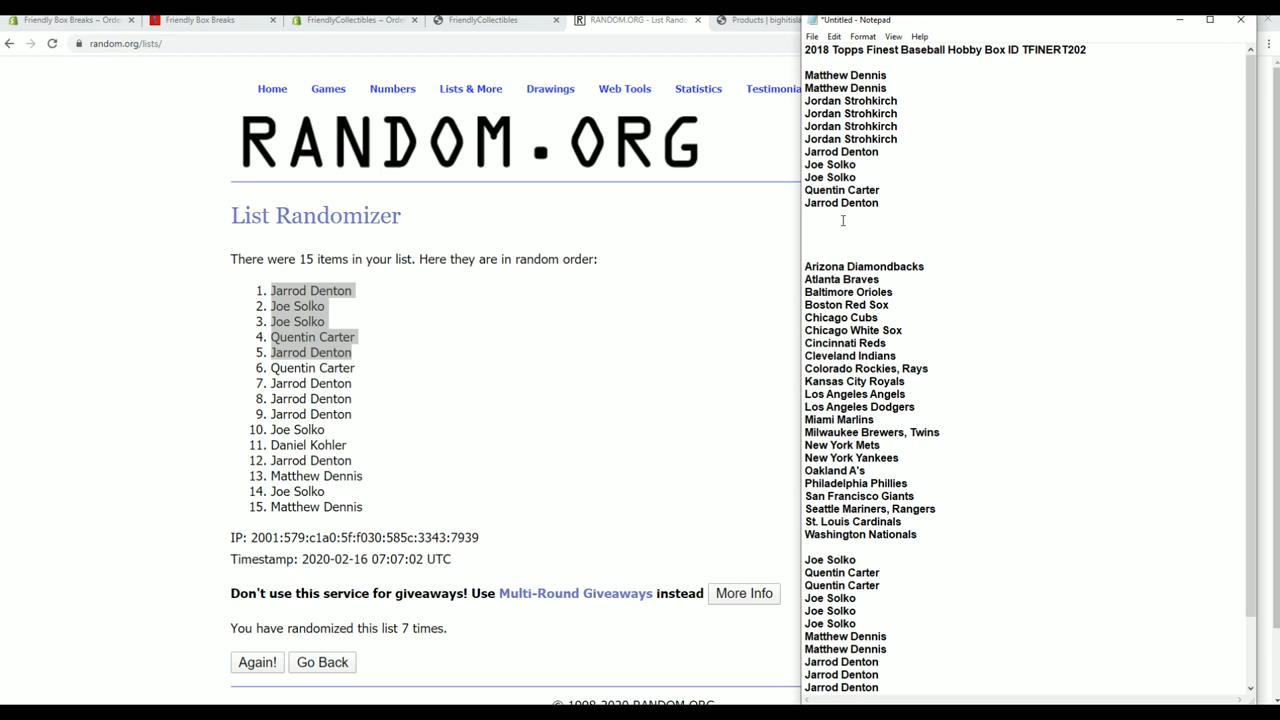 Friendly Box Breaks ~ Orde
Friendly Box Breaks
FriendlyCollectibles ~ Orde
FriendlyCollectibles
RANDOM.ORG - List Rando
Products | bighitsla
*Untitled - Notepad
random.org/lists/
File Edit Format View Help
2018 Topps Finest Baseball Hobby Box ID TFINERT202
Matthew Dennis
Matthew Dennis
Jordan Strohkirch
Jordan Strohkirch
Jordan Strohkirch
Jordan Strohkirch
Jarrod Denton
Joe Solko
Joe Solko
Quentin Carter
Jarrod Denton
Arizona Diamondbacks
Atlanta Braves
Baltimore Orioles
Boston Red Sox
Chicago Cubs
Chicago White Sox
Cincinnati Reds
Cleveland Indians
Colorado Rockies, Rays
Kansas City Royals
Los Angeles Angels
Los Angeles Dodgers
Miami Marlins
Milwaukee Brewers, Twins
New York Mets
New York Yankees
Oakland A's
Philadelphia Phillies
San Francisco Giants
Seattle Mariners, Rangers
St. Louis Cardinals
Washington Nationals
Joe Solko
Quentin Carter
Quentin Carter
Joe Solko
Joe Solko
Joe Solko
Matthew Dennis
Matthew Dennis
Jarrod Denton
Jarrod Denton
Jarrod Denton
Home Games Numbers Lists & More Drawings Web Tools Statistics Testimonia
RANDOM.ORG
List Randomizer
There were 15 items in your list. Here they are in random order:
1. Jarrod Denton
2. Joe Solko
3. Joe Solko
4. Quentin Carter
5. Jarrod Denton
6. Quentin Carter
7. Jarrod Denton
8. Jarrod Denton
9. Jarrod Denton
10. Joe Solko
11. Daniel Kohler
12. Jarrod Denton
13. Matthew Dennis
14. Joe Solko
15. Matthew Dennis
IP: 2001:579:c1a0:5f:f030:585c:3343:7939
Timestamp: 2020-02-16 07:07:02 UTC
Don't use this service for giveaways! Use Multi-Round Giveaways instead More Info
You have randomized this list 7 times.
Again! Go Back
© 1998-2020 RANDOM.ORG